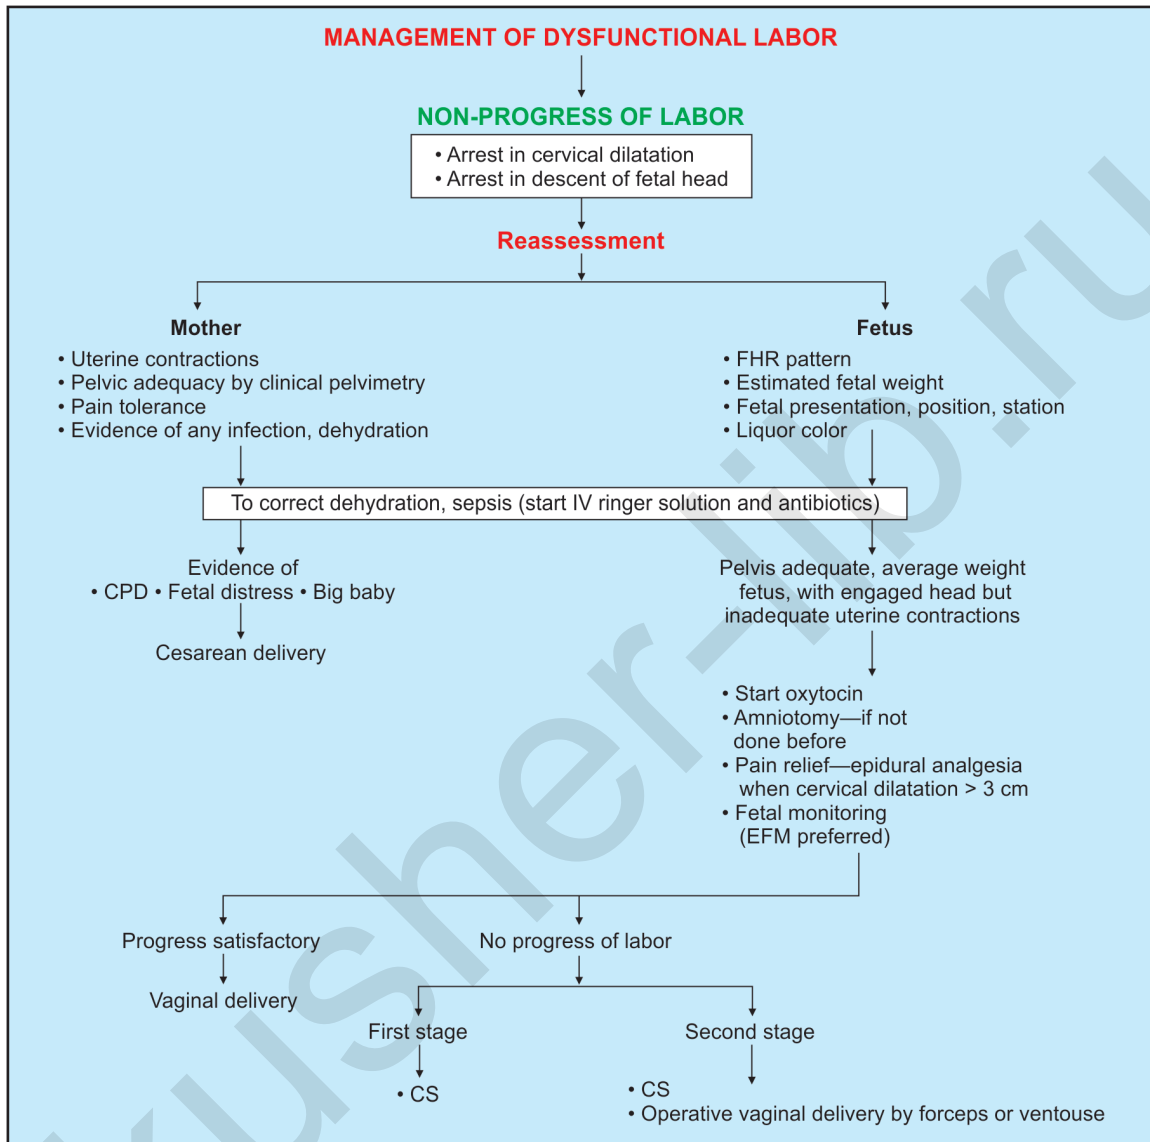 MANAGEMENT OF DYSFUNCTIONAL LABOR
NON-PROGRESS OF LABOR
• Arrest in cervical dilatation
• Arrest in descent of fetal head
Reassessment
Mother
• Uterine contractions
• Pelvic adequacy by clinical pelvimetry
• Pain tolerance
• Evidence of any infection, dehydration
Fetus
• FHR pattern
• Estimated fetal weight
• Fetal presentation, position, station
• Liquor color
To correct dehydration, sepsis (start IV ringer solution and antibiotics)
Evidence of
• CPD • Fetal distress • Big baby
Cesarean delivery
Pelvis adequate, average weight
fetus, with engaged head but
inadequate uterine contractions
• Start oxytocin
• Amniotomy—if not
done before
• Pain relief—epidural analgesia
when cervical dilatation > 3 cm
• Fetal monitoring
(EFM preferred)
Progress satisfactory
Vaginal delivery
No progress of labor
First stage
• CS
Second stage
• CS
• Operative vaginal delivery by forceps or ventouse
kusher-lib.ru